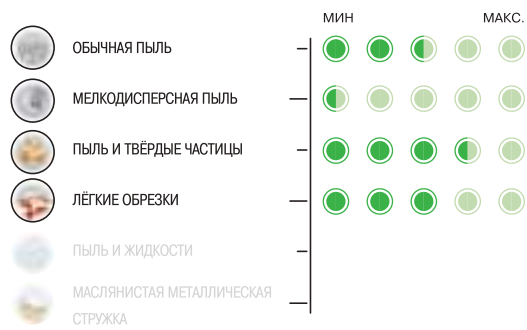 МИН МАКС.
ОБЫЧНАЯ ПЫЛЬ
МЕЛКОДИСПЕРСНАЯ ПЫЛЬ
ПЫЛЬ И ТВЁРДЫЕ ЧАСТИЦЫ
ЛЁГКИЕ ОБРЕЗКИ
ПЫЛЬ И ЖИДКОСТИ
МАСЛЯНИСТАЯ МЕТАЛЛИЧЕСКАЯ
СТРУЖКА